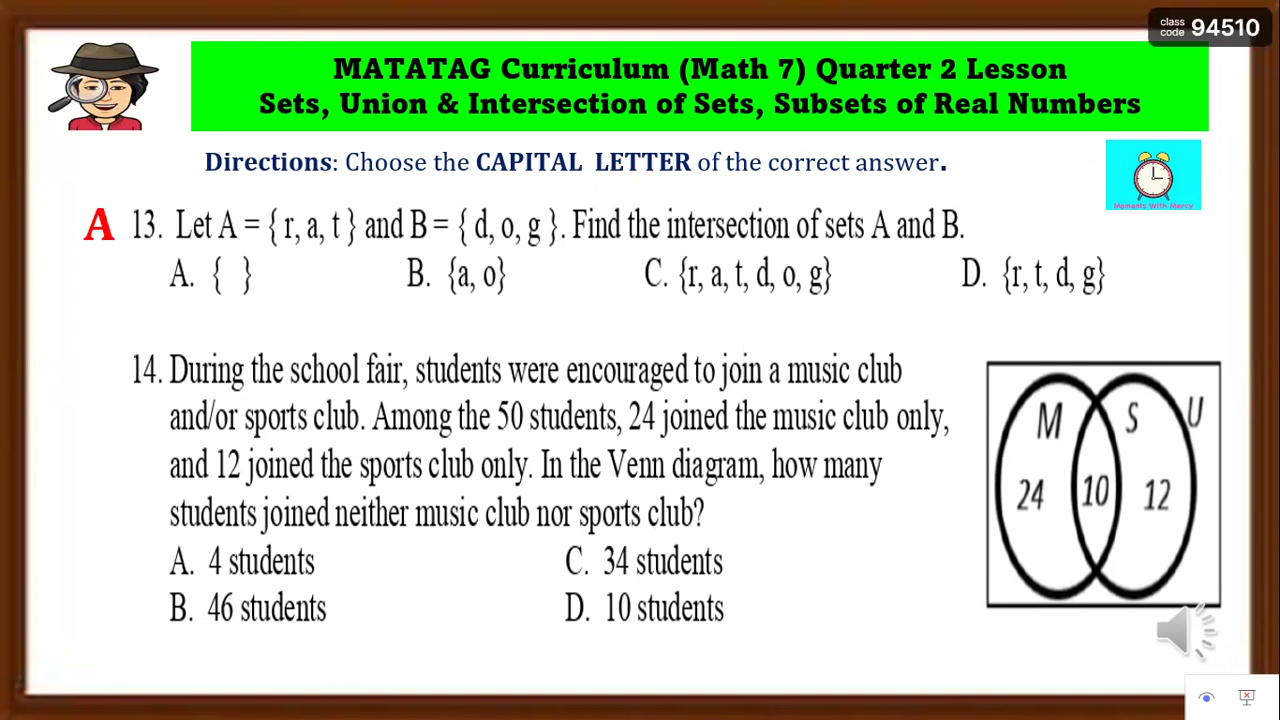 class code 94510
MATATAG Curriculum (Math 7) Quarter 2 Lesson
Sets, Union & Intersection of Sets, Subsets of Real Numbers
Directions: Choose the CAPITAL LETTER of the correct answer.
Moments With Mercy
A 13. Let A = { r, a, t } and B = { d, o, g }. Find the intersection of sets A and B.
A. { } B. {a, o} C. {r, a, t, d, o, g} D. {r, t, d, g}
14. During the school fair, students were encouraged to join a music club
and/or sports club. Among the 50 students, 24 joined the music club only,
and 12 joined the sports club only. In the Venn diagram, how many
students joined neither music club nor sports club?
A. 4 students C. 34 students
B. 46 students D. 10 students
M S U
24 10 12